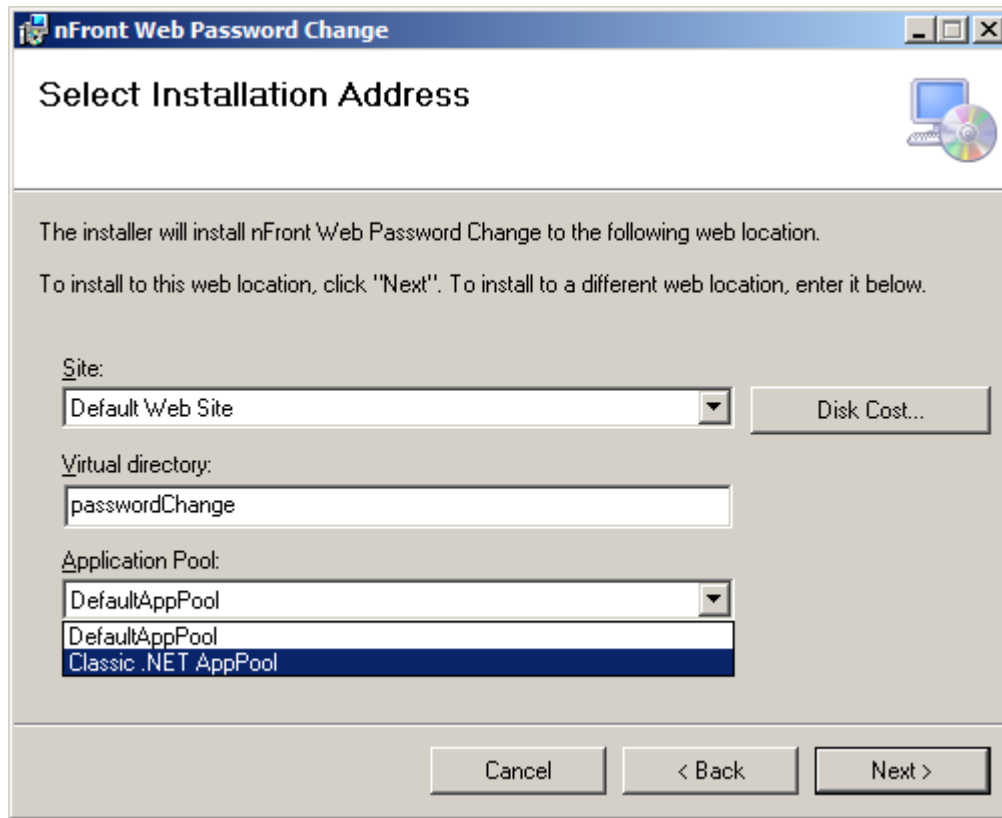 nFront Web Password Change
Select Installation Address
The installer will install nFront Web Password Change to the following web location.
To install to this web location, click "Next". To install to a different web location, enter it below.
Site:
Default Web Site
Disk Cost...
Virtual directory:
passwordChange
Application Pool:
DefaultAppPool
DefaultAppPool
Classic .NET AppPool
Cancel
< Back
Next >